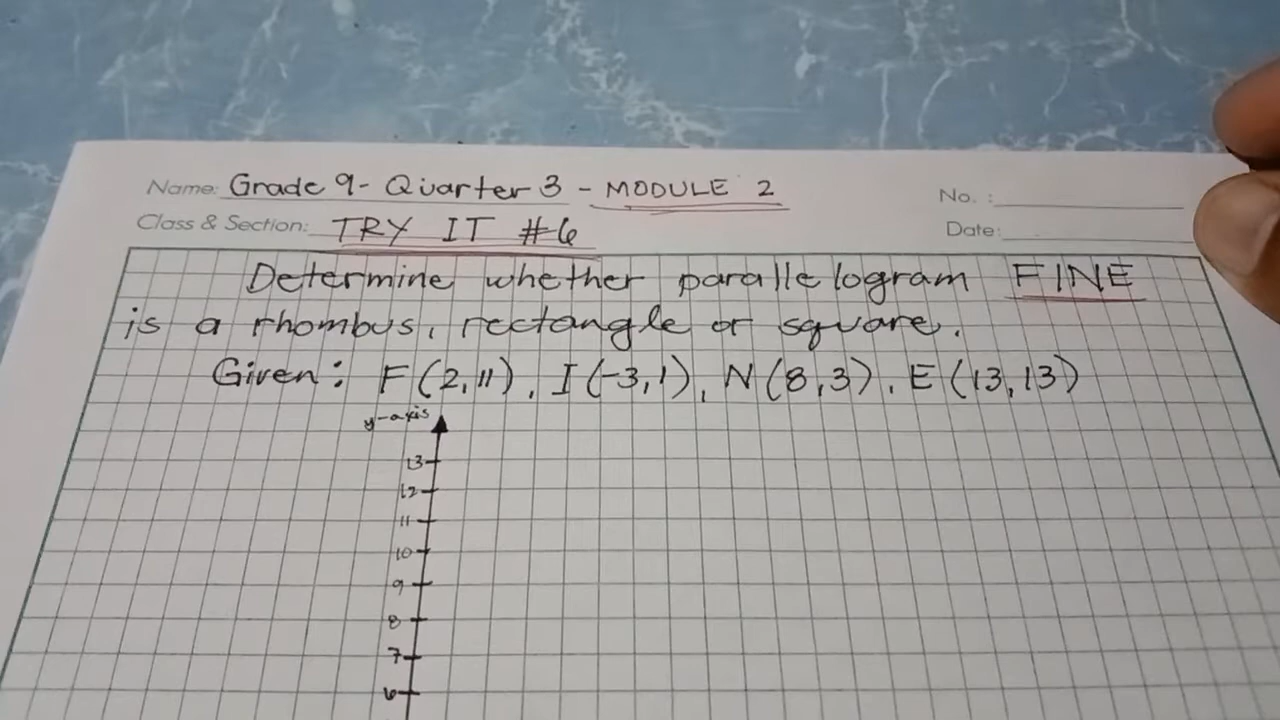 Name: Grade 9- Quarter 3 - MODULE 2
No. :
Class & Section: TRY IT #6
Date:
Determine whether parallelogram FINE
is a rhombus, rectangle or square.
Given: F(2,11), I(-3,1), N(8,3), E(13,13)
y-axis
13
12
11
10
9
8
7
6